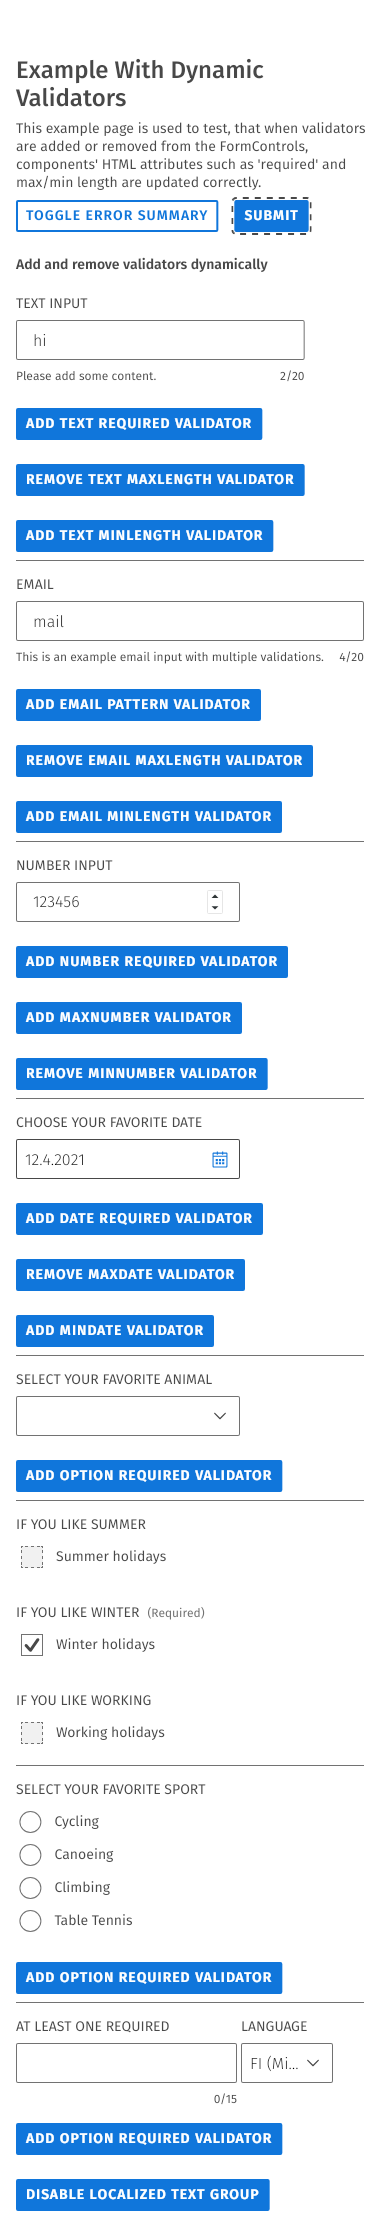 Example With Dynamic
Validators
This example page is used to test, that when validators
are added or removed from the FormControls,
components' HTML attributes such as 'required' and
max/min length are updated correctly.
TOGGLE ERROR SUMMARY SUBMIT
Add and remove validators dynamically
TEXT INPUT
hi
Please add some content. 2/20
ADD TEXT REQUIRED VALIDATOR
REMOVE TEXT MAXLENGTH VALIDATOR
ADD TEXT MINLENGTH VALIDATOR
EMAIL
mail
This is an example email input with multiple validations. 4/20
ADD EMAIL PATTERN VALIDATOR
REMOVE EMAIL MAXLENGTH VALIDATOR
ADD EMAIL MINLENGTH VALIDATOR
NUMBER INPUT
123456
ADD NUMBER REQUIRED VALIDATOR
ADD MAXNUMBER VALIDATOR
REMOVE MINNUMBER VALIDATOR
CHOOSE YOUR FAVORITE DATE
12.4.2021
ADD DATE REQUIRED VALIDATOR
REMOVE MAXDATE VALIDATOR
ADD MINDATE VALIDATOR
SELECT YOUR FAVORITE ANIMAL
ADD OPTION REQUIRED VALIDATOR
IF YOU LIKE SUMMER
Summer holidays
IF YOU LIKE WINTER (Required)
Winter holidays
IF YOU LIKE WORKING
Working holidays
SELECT YOUR FAVORITE SPORT
Cycling
Canoeing
Climbing
Table Tennis
ADD OPTION REQUIRED VALIDATOR
AT LEAST ONE REQUIRED LANGUAGE
FI (Mi...
0/15
ADD OPTION REQUIRED VALIDATOR
DISABLE LOCALIZED TEXT GROUP